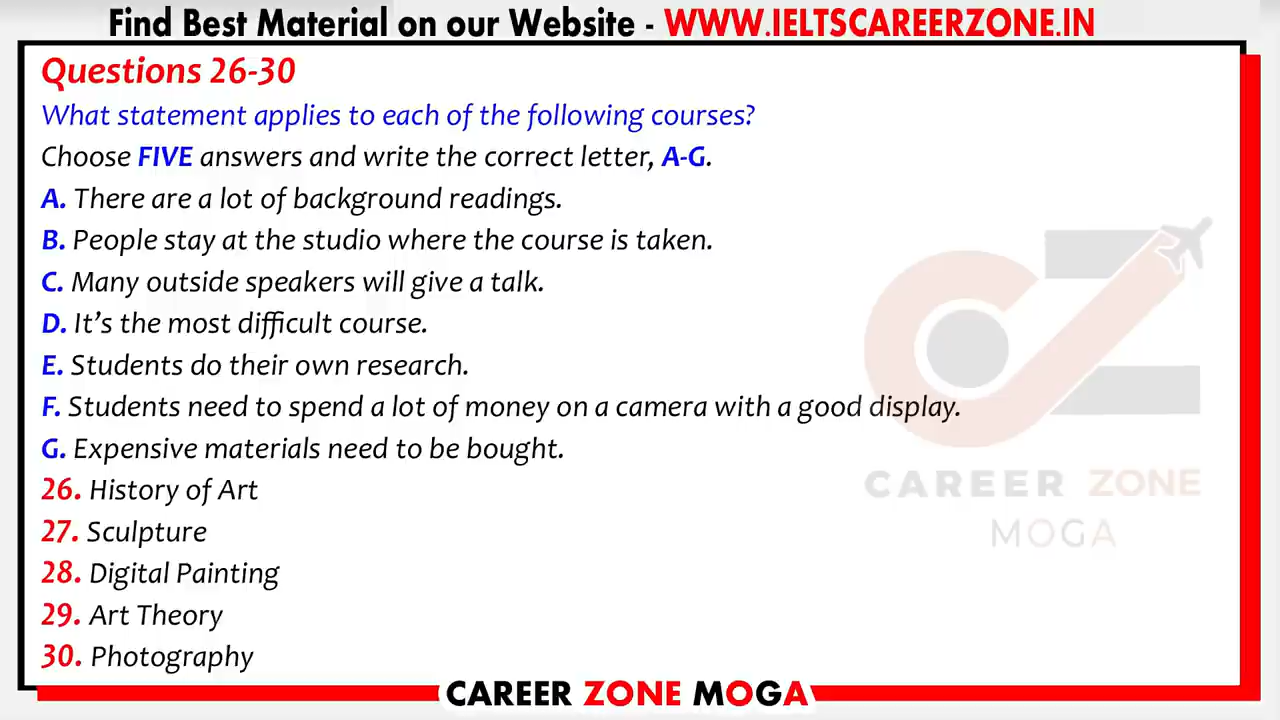 Find Best Material on our Website - WWW.IELTSCAREERZONE.IN
Questions 26-30
What statement applies to each of the following courses?
Choose FIVE answers and write the correct letter, A-G.
A. There are a lot of background readings.
B. People stay at the studio where the course is taken.
C. Many outside speakers will give a talk.
D. It's the most difficult course.
E. Students do their own research.
F. Students need to spend a lot of money on a camera with a good display.
G. Expensive materials need to be bought.
26. History of Art
27. Sculpture
28. Digital Painting
29. Art Theory
30. Photography
CAREER ZONE
MOGA
CAREER ZONE MOGA